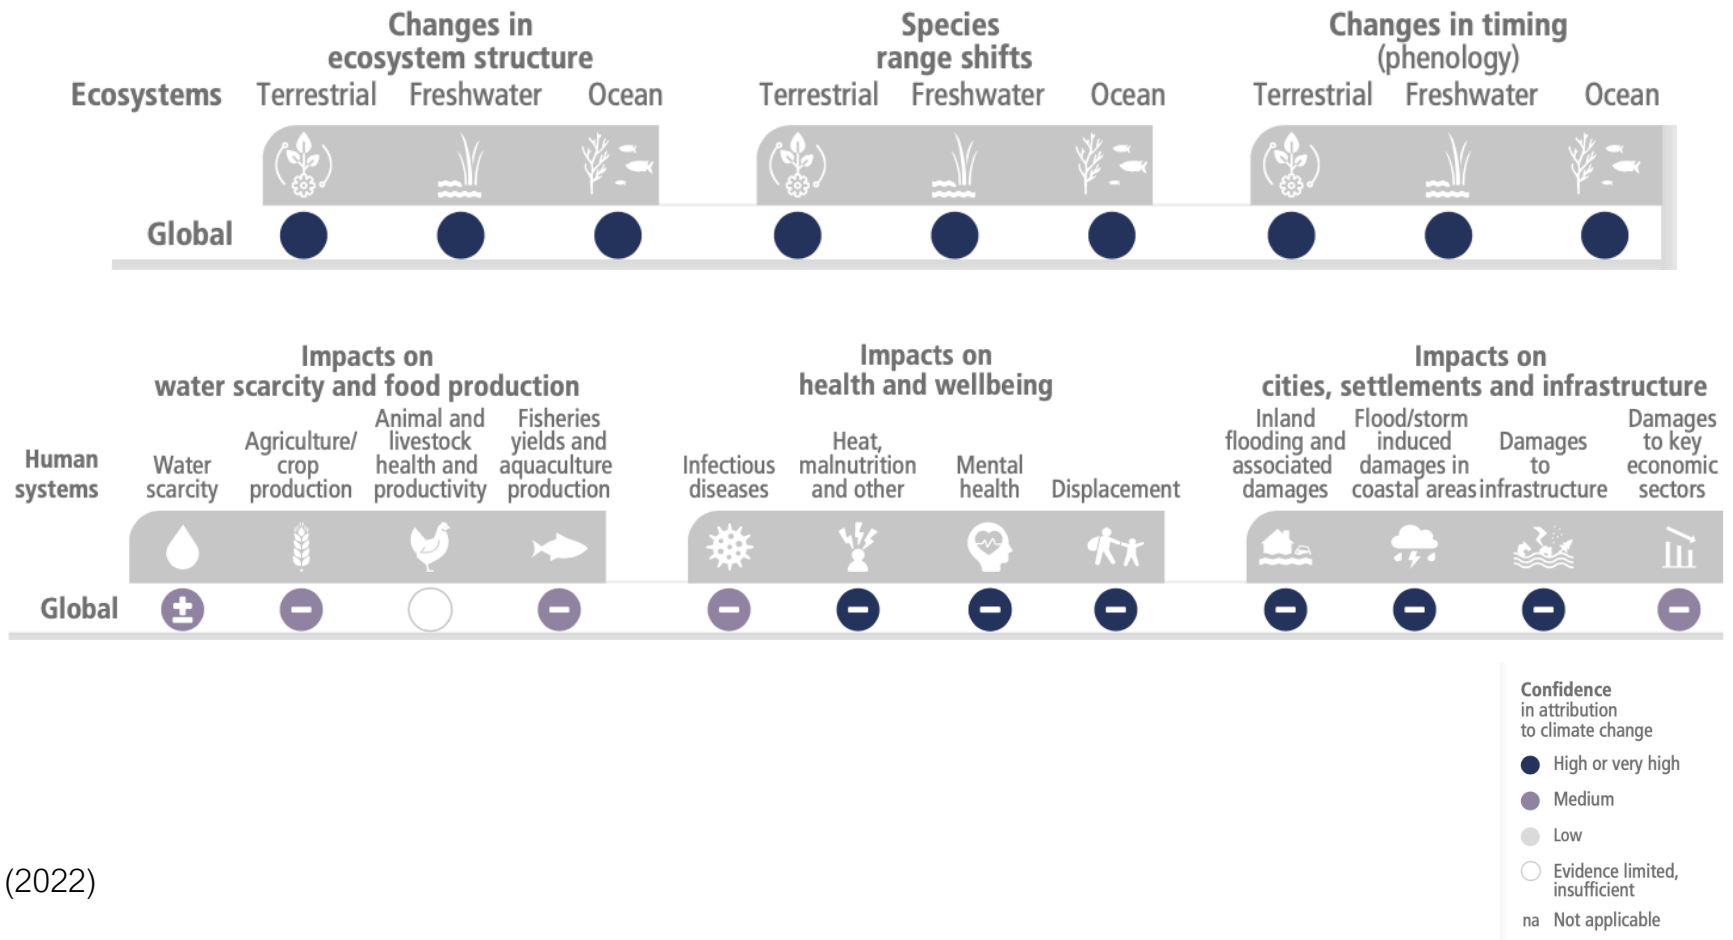 Changes in
ecosystem structure
Species
range shifts
Changes in timing
(phenology)
Ecosystems
Terrestrial
Freshwater
Ocean
Terrestrial
Freshwater
Ocean
Terrestrial
Freshwater
Ocean
Global
Impacts on
water scarcity and food production
Impacts on
health and wellbeing
Impacts on
cities, settlements and infrastructure
Human
systems
Water
scarcity
Agriculture/
crop
production
Animal and
livestock
health and
productivity
Fisheries
yields and
aquaculture
production
Infectious
diseases
Heat,
malnutrition
and other
Mental
health
Displacement
Inland
flooding and
associated
damages
Flood/storm
induced
damages in
coastal areas
Damages
to
infrastructure
Damages
to key
economic
sectors
Global
±
−
−
−
−
−
−
−
−
−
−
Confidence
in attribution
to climate change
High or very high
Medium
Low
Evidence limited,
insufficient
na Not applicable
(2022)